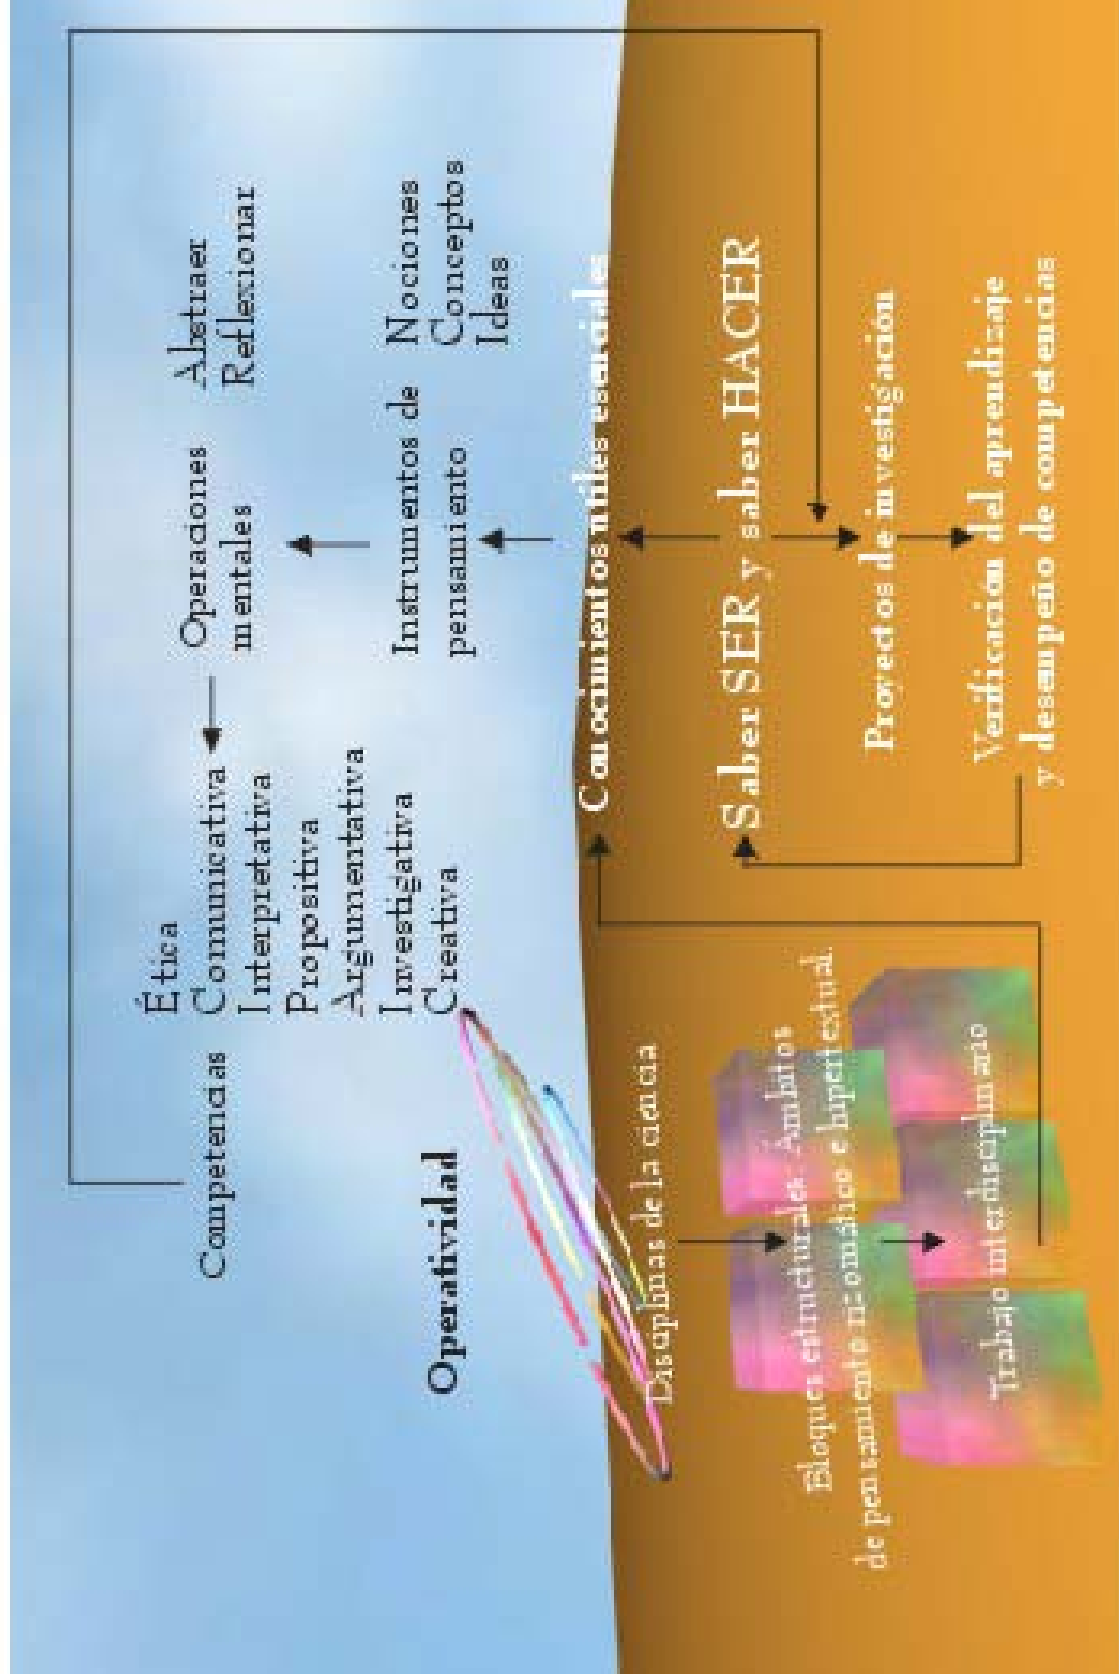 Competencias
Ética
Comunicativa
Interpretativa
Propositiva
Argumentativa
Investigativa
Creativa
Operaciones
mentales
Abstraer
Reflexionar
Instrumentos de
pensamiento
Nociones
Conceptos
Ideas
Operatividad
Conocimientos utiles esenciales
Disciplinas de la ciencia
Saber SER y saber HACER
Bloques estructurales: Ámbitos
de pensamiento rizomático e hipertextual.
Proyectos de investigación
Trabajo interdisciplinario
Verificación del aprendizaje
y desempeño de competencias